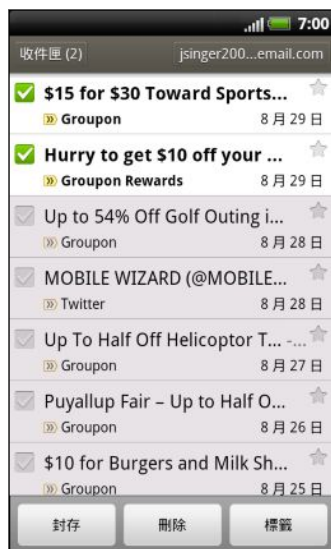 7:00
收件匣 (2) jsinger200...email.com
$15 for $30 Toward Sports...
Groupon 8 月 29 日
Hurry to get $10 off your ...
Groupon Rewards 8 月 29 日
Up to 54% Off Golf Outing i...
Groupon 8 月 28 日
MOBILE WIZARD (@MOBILE...
Twitter 8 月 28 日
Up To Half Off Helicoptor T... -...
Groupon 8 月 27 日
Puyallup Fair – Up to Half O...
Groupon 8 月 26 日
$10 for Burgers and Milk Sh...
Groupon 8 月 25 日
封存 刪除 標籤